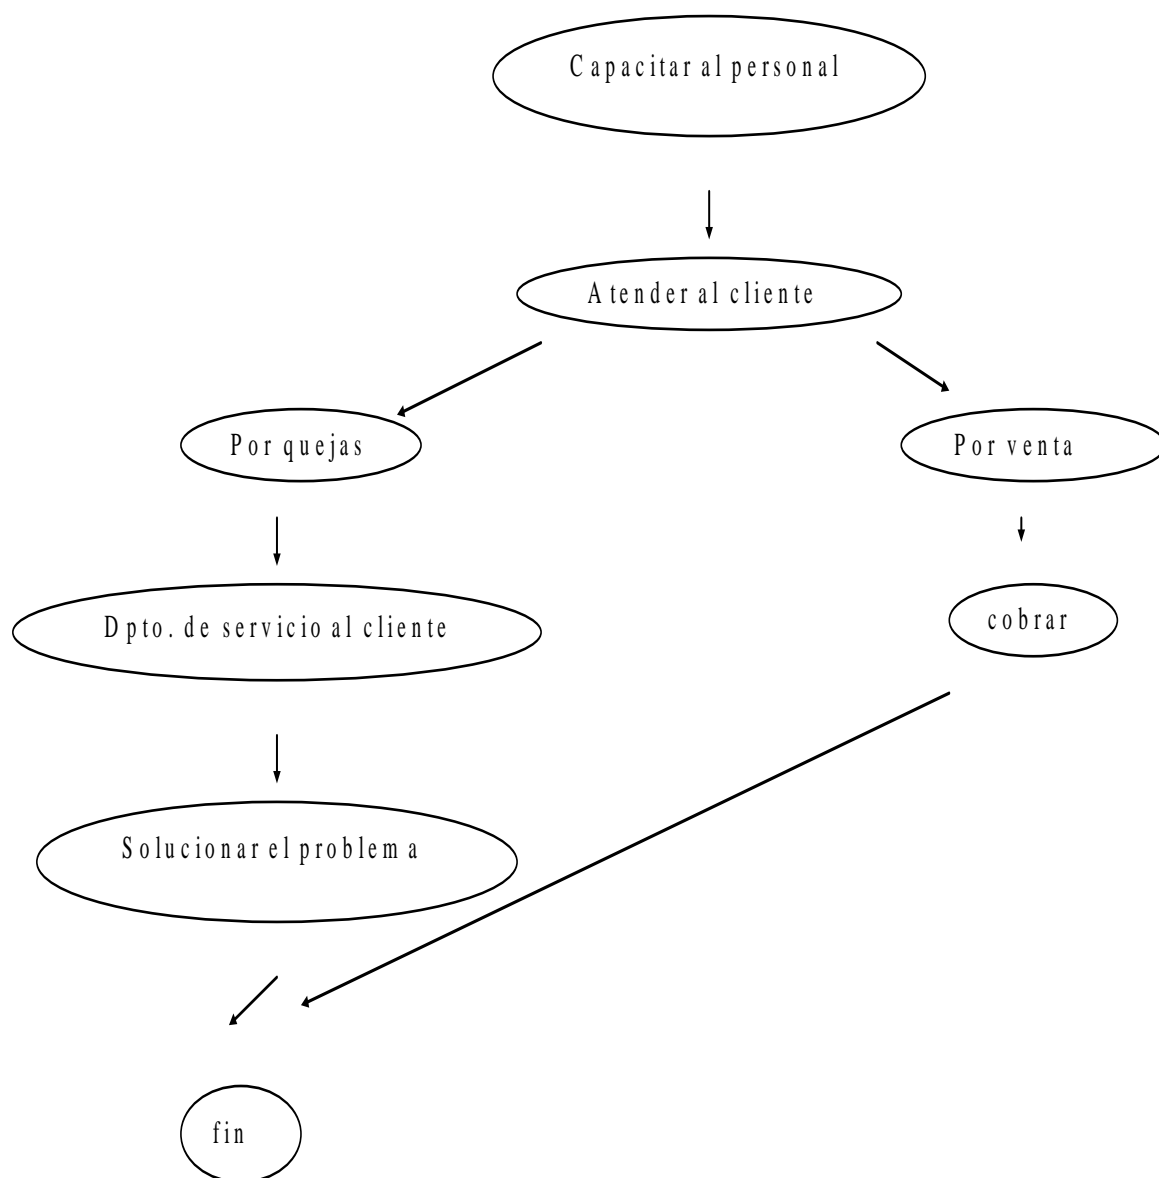 Capacitar al personal
Atender al cliente
Por quejas
Por venta
Dpto. de servicio al cliente
cobrar
Solucionar el problema
fin